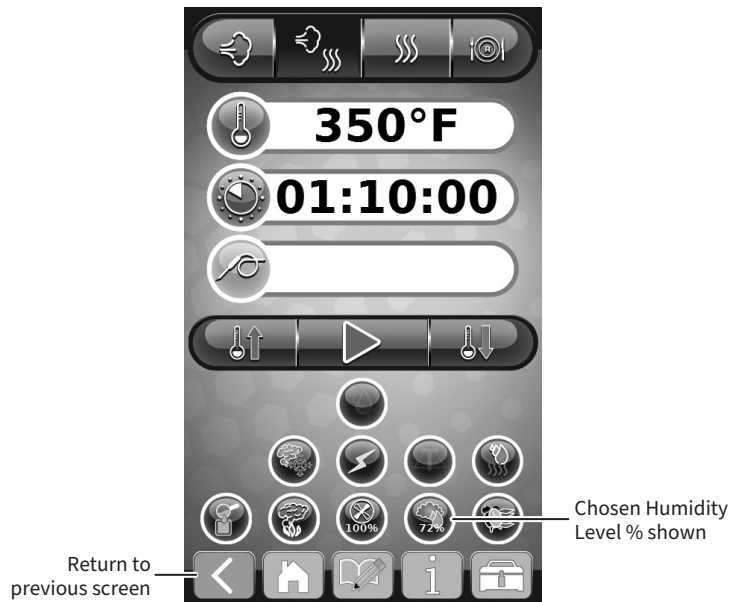 R
350°F
01:10:00
100%
72%
Chosen Humidity
Level % shown
Return to
previous screen
i